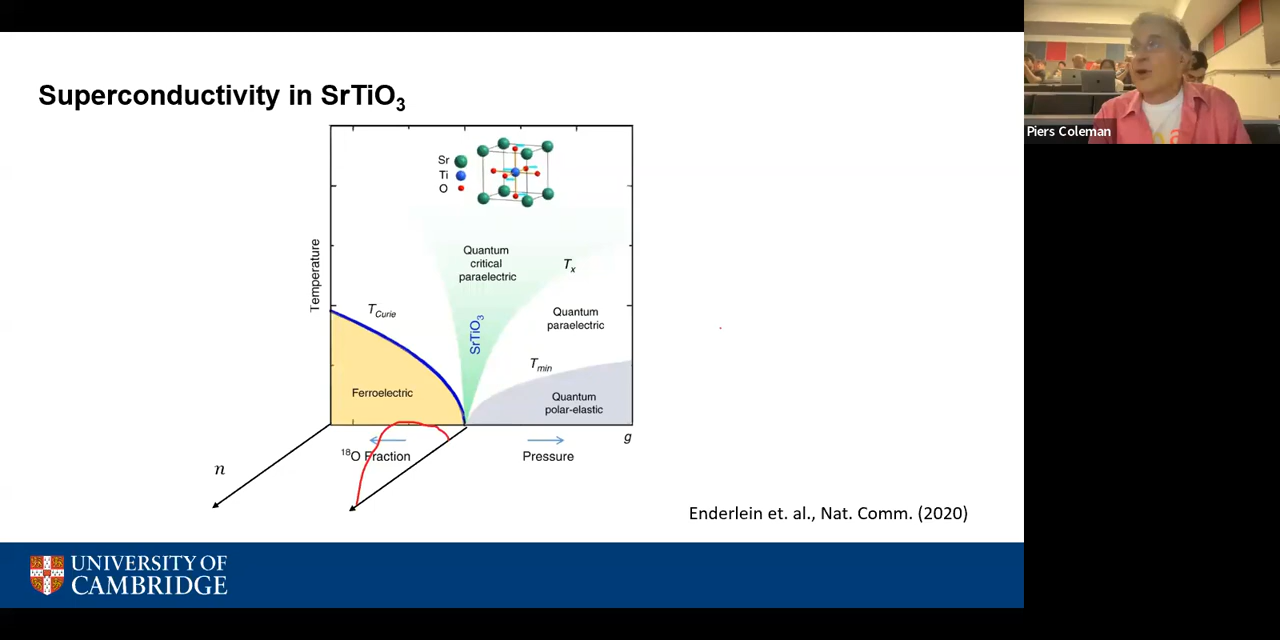 Superconductivity in SrTiO3
Sr
Ti
O
Quantum
critical
paraelectric
Tx
TCurie
Quantum
paraelectric
SrTiO3
Temperature
Tmin
Ferroelectric
Quantum
polar-elastic
g
18O Fraction
Pressure
n
Enderlein et. al., Nat. Comm. (2020)
UNIVERSITY OF
CAMBRIDGE
Piers Coleman